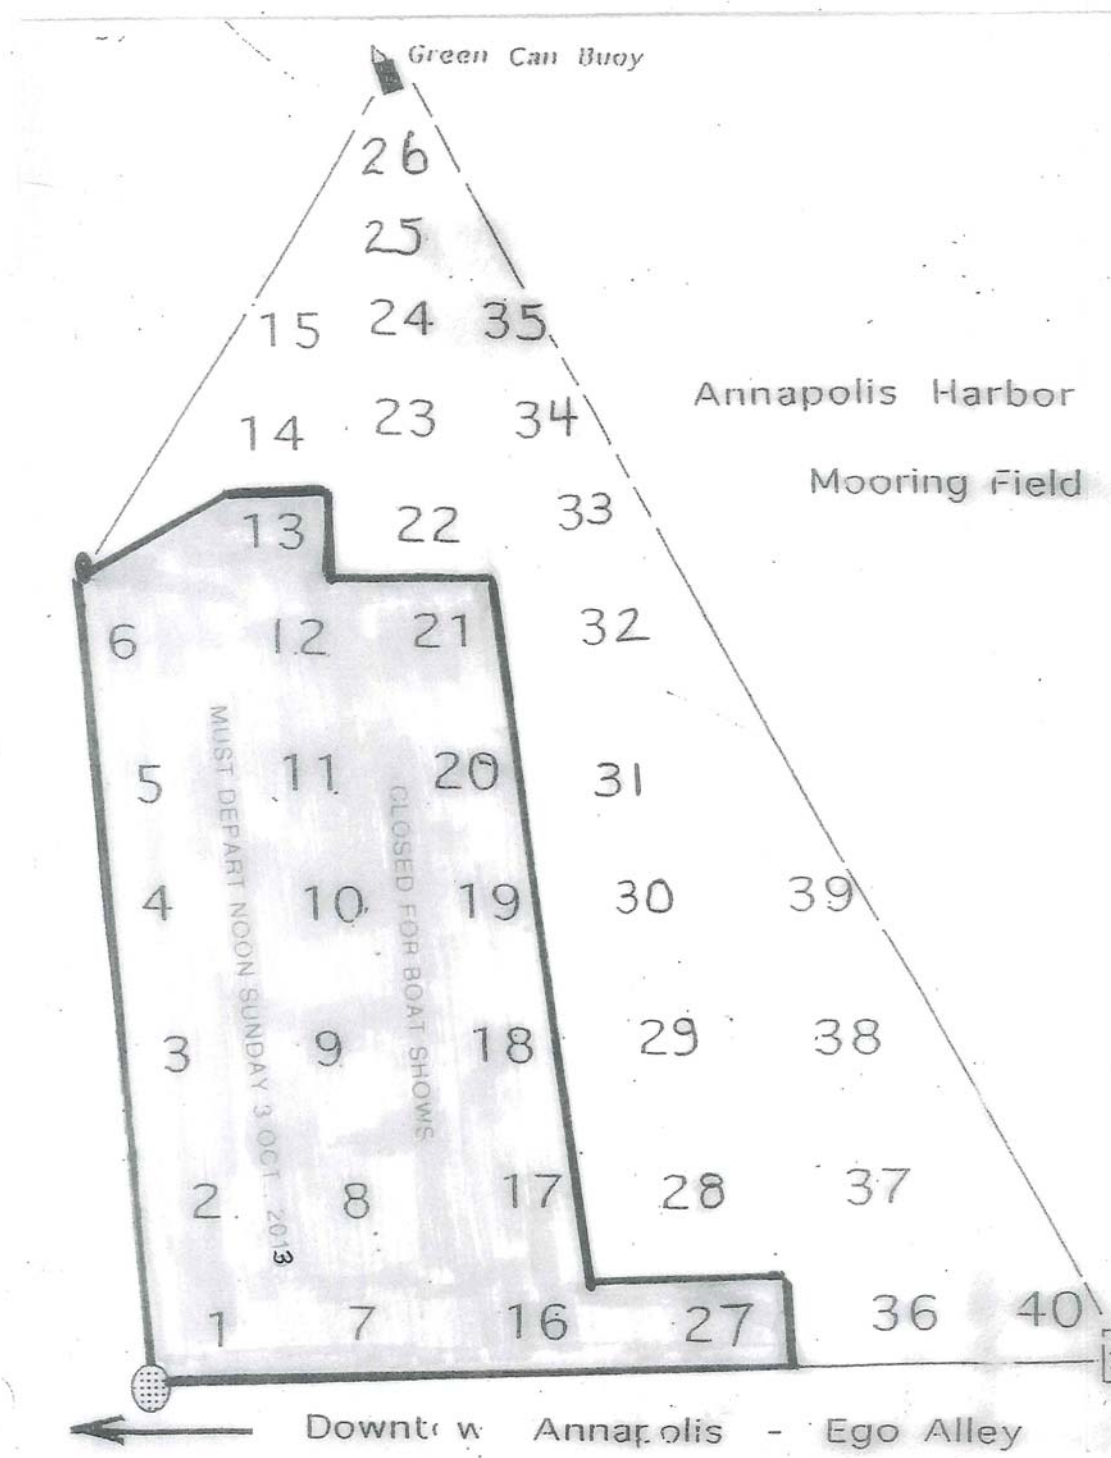 Green Can Buoy
26
25
15 24 35
Annapolis Harbor
14 23 34
Mooring Field
13 22 33
6 12 21 32
5 11 20 31
4 10 19 30 39
3 9 18 29 38
2 8 17 28 37
1 7 16 27 36 40
MUST DEPART NOON SUNDAY 3 OCT. 2013
CLOSED FOR BOAT SHOWS
Annapolis - Ego Alley